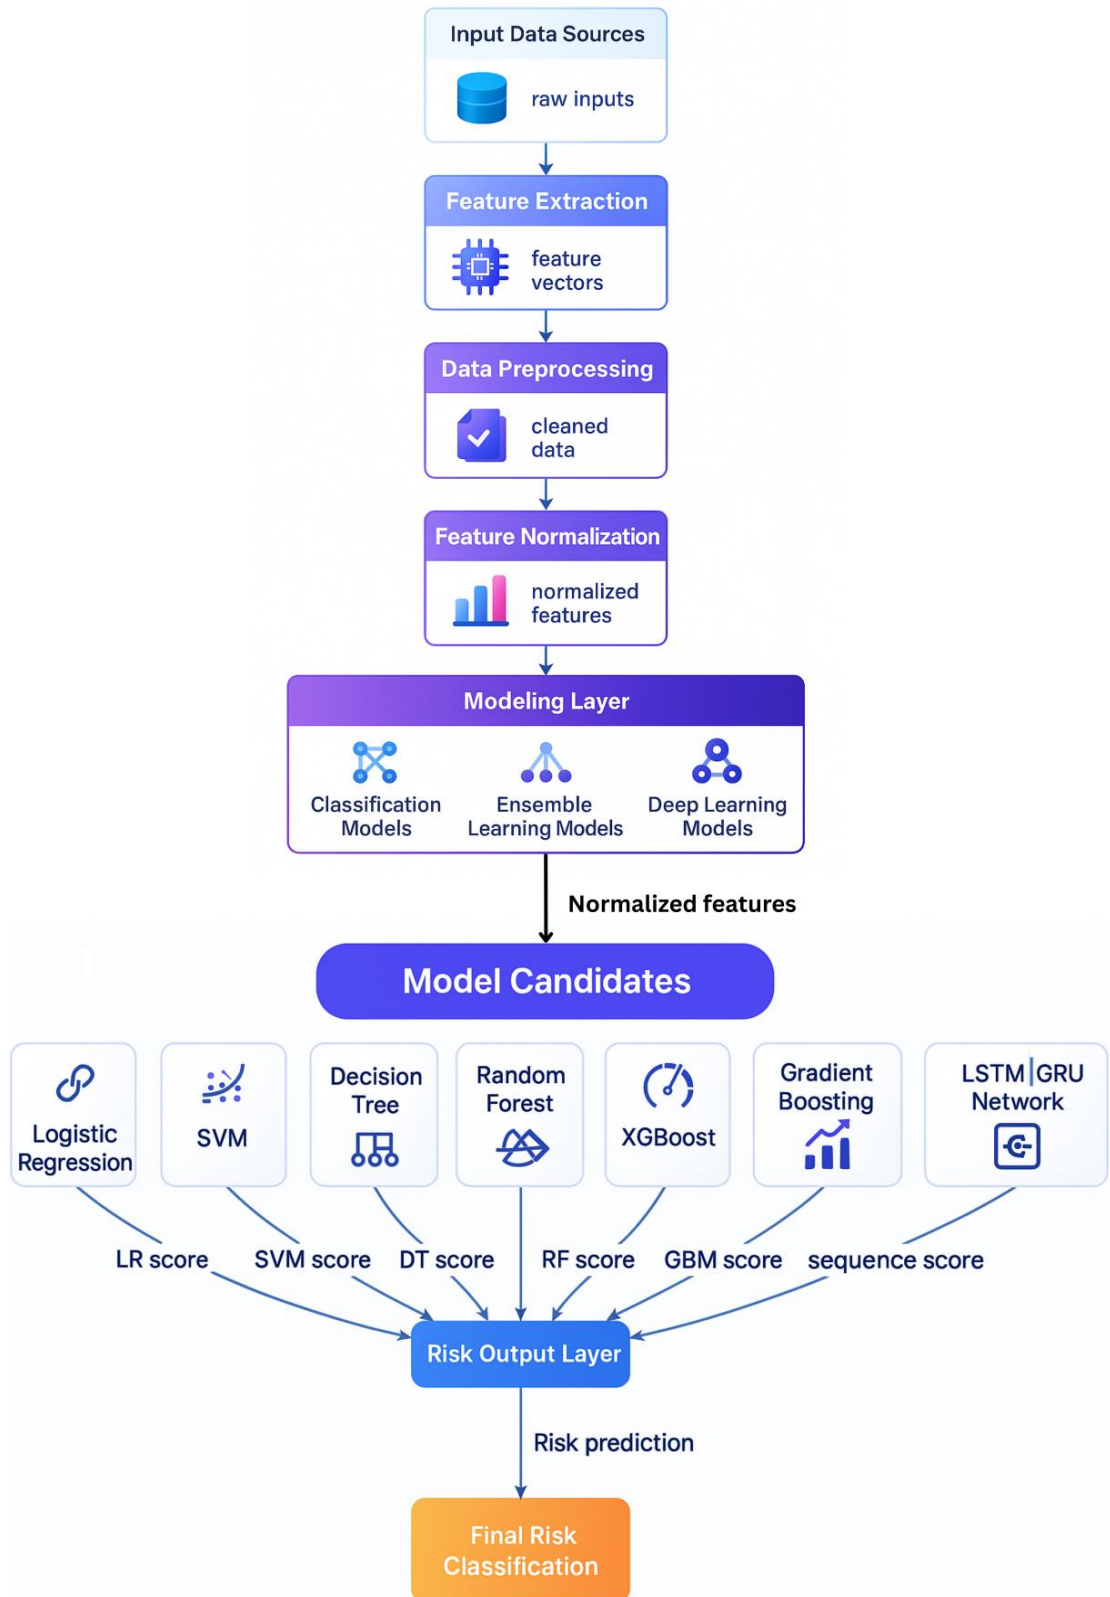 Input Data Sources
raw inputs
Feature Extraction
feature
vectors
Data Preprocessing
cleaned
data
Feature Normalization
normalized
features
Modeling Layer
Classification
Models
Ensemble
Learning Models
Deep Learning
Models
Normalized features
Model Candidates
Logistic
Regression
SVM
Decision
Tree
Random
Forest
XGBoost
Gradient
Boosting
LSTM|GRU
Network
LR score
SVM score
DT score
RF score
GBM score
sequence score
Risk Output Layer
Risk prediction
Final Risk
Classification